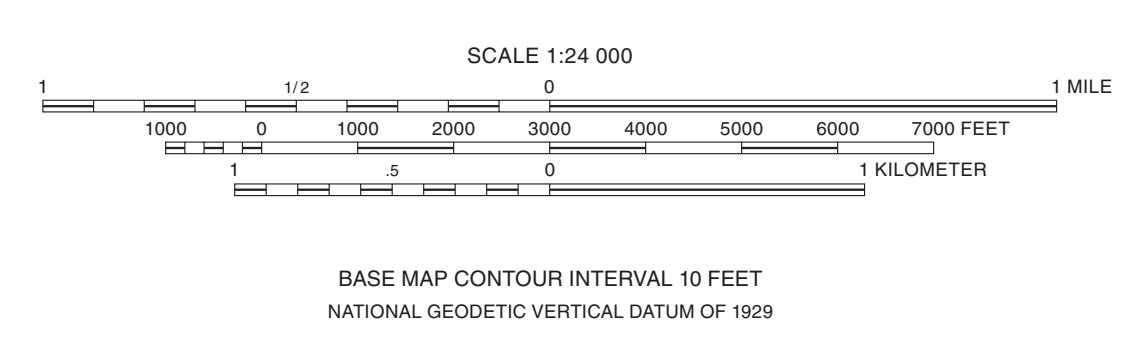 SCALE 1:24 000
1 1/2 0 1 MILE
1000 0 1000 2000 3000 4000 5000 6000 7000 FEET
1 .5 0 1 KILOMETER
BASE MAP CONTOUR INTERVAL 10 FEET
NATIONAL GEODETIC VERTICAL DATUM OF 1929